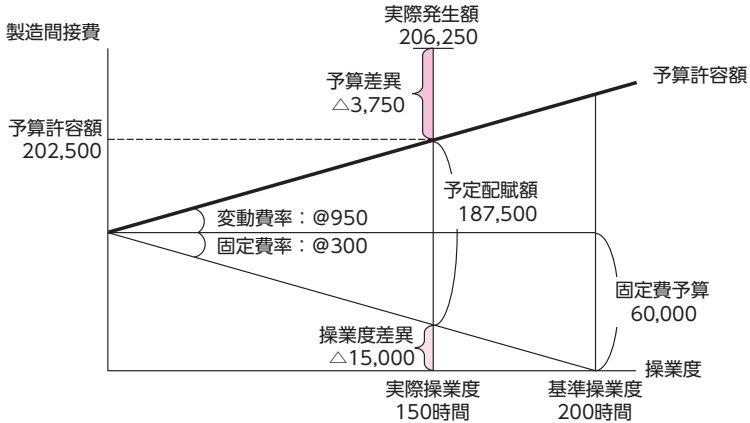 実際発生額
206,250
製造間接費
予算差異
△3,750
予算許容額
予算許容額
202,500
予定配賦額
187,500
変動費率：@950
固定費率：@300
固定費予算
60,000
操業度差異
△15,000
操業度
実際操業度
150時間
基準操業度
200時間